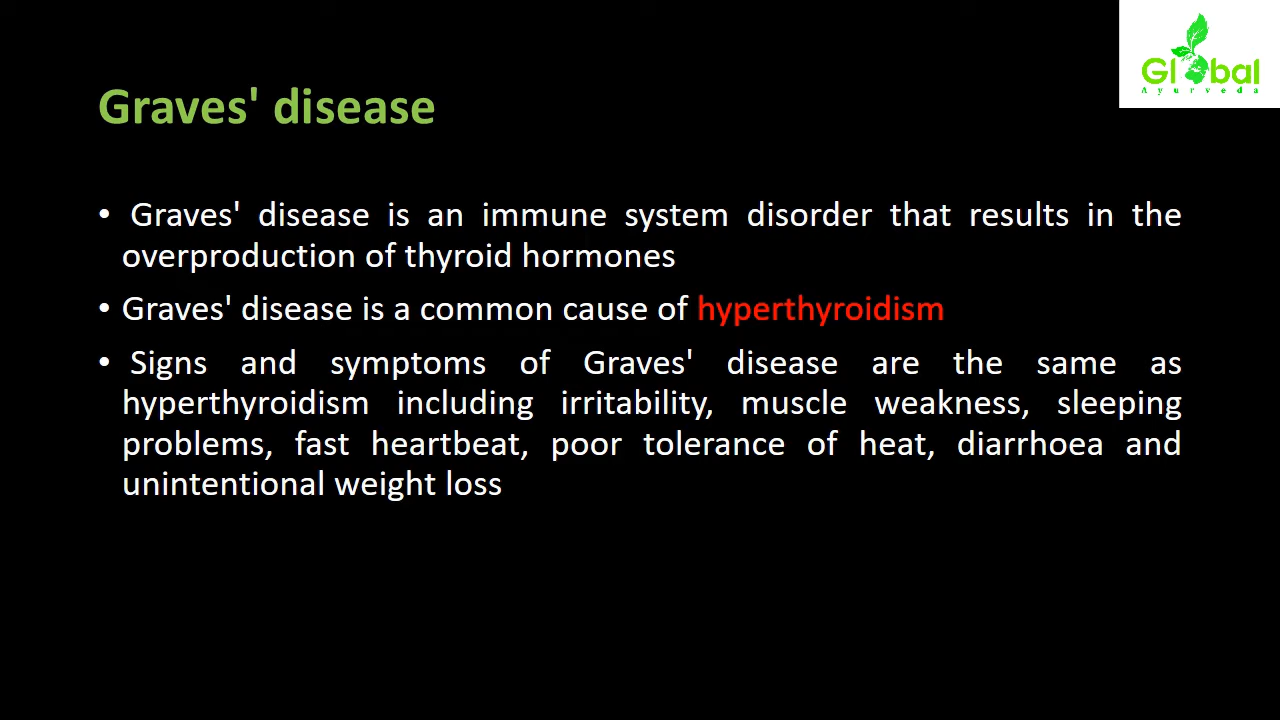 Global
Ayurveda
Graves' disease
• Graves' disease is an immune system disorder that results in the
overproduction of thyroid hormones
• Graves' disease is a common cause of hyperthyroidism
• Signs and symptoms of Graves' disease are the same as
hyperthyroidism including irritability, muscle weakness, sleeping
problems, fast heartbeat, poor tolerance of heat, diarrhoea and
unintentional weight loss